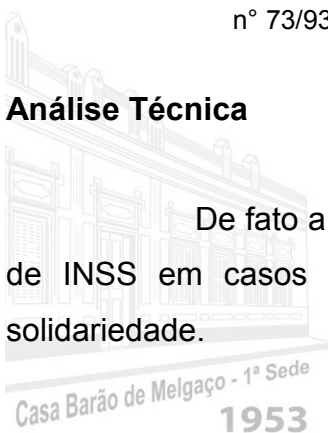 n° 73/93
Análise Técnica
De fato a
de INSS em casos
solidariedade.
Casa Barão de Melgaço - 1ª Sede
1953